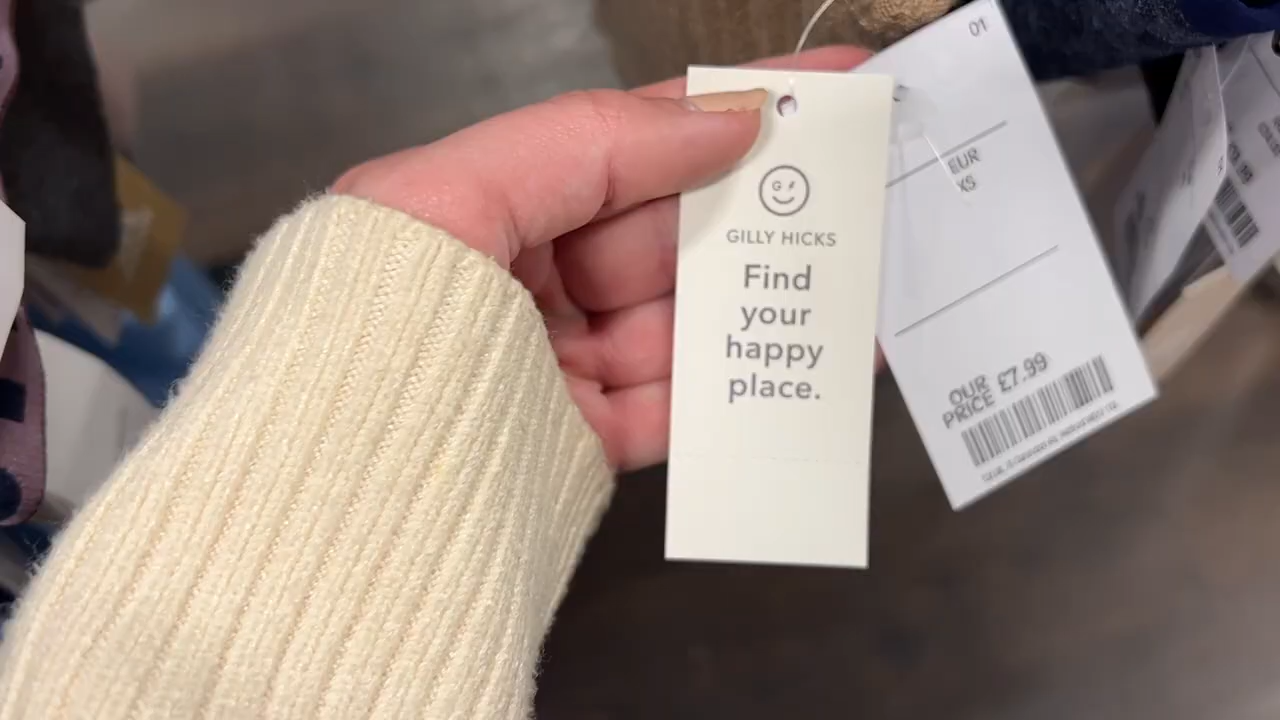 GILLY HICKS
Find
your
happy
place.
01
EUR
XS
OUR
PRICE £7.99